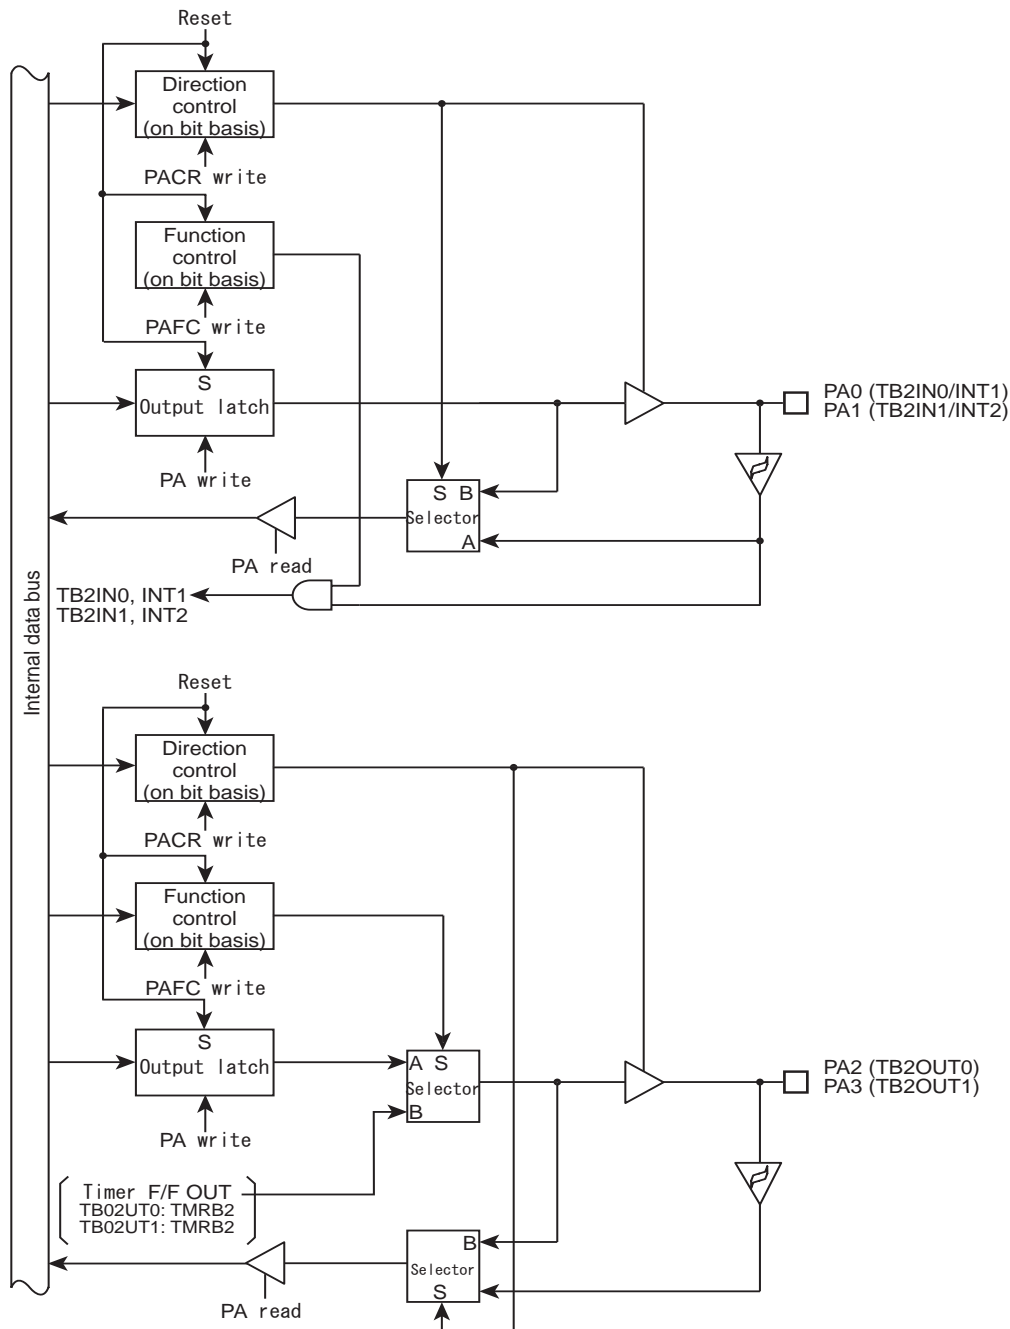 Reset
Direction
control
(on bit basis)
PACR write
Function
control
(on bit basis)
PAFC write
S
Output latch
PA write
PA0 (TB2IN0/INT1)
PA1 (TB2IN1/INT2)
S B
Selector
A
PA read
TB2IN0, INT1
TB2IN1, INT2
Internal data bus
Reset
Direction
control
(on bit basis)
PACR write
Function
control
(on bit basis)
PAFC write
S
Output latch
PA write
A S
Selector
B
PA2 (TB2OUT0)
PA3 (TB2OUT1)
Timer F/F OUT
TB02UT0: TMRB2
TB02UT1: TMRB2
B
Selector
S
PA read